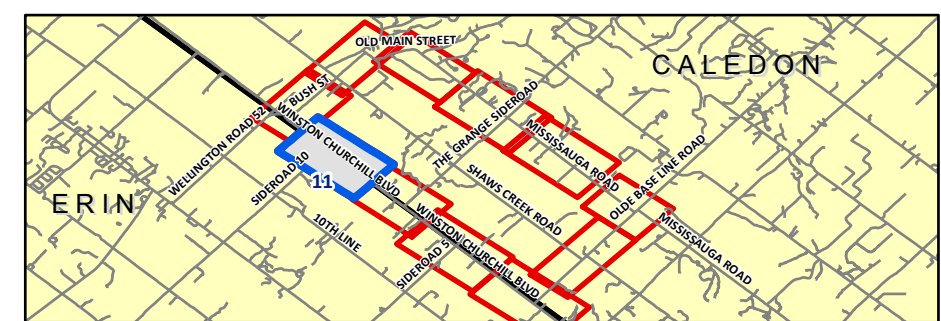 OLD MAIN STREET
CALEDON
BUSH ST
WELLINGTON ROAD 52
WINSTON CHURCHILL BLVD
THE GRANGE SIDEROAD
MISSISSAUGA ROAD
OLDE BASE LINE ROAD
SIDEROAD 10
11
SHAWS CREEK ROAD
ERIN
10TH LINE
WINSTON CHURCHILL BLVD
SIDEROAD 5
MISSISSAUGA ROAD